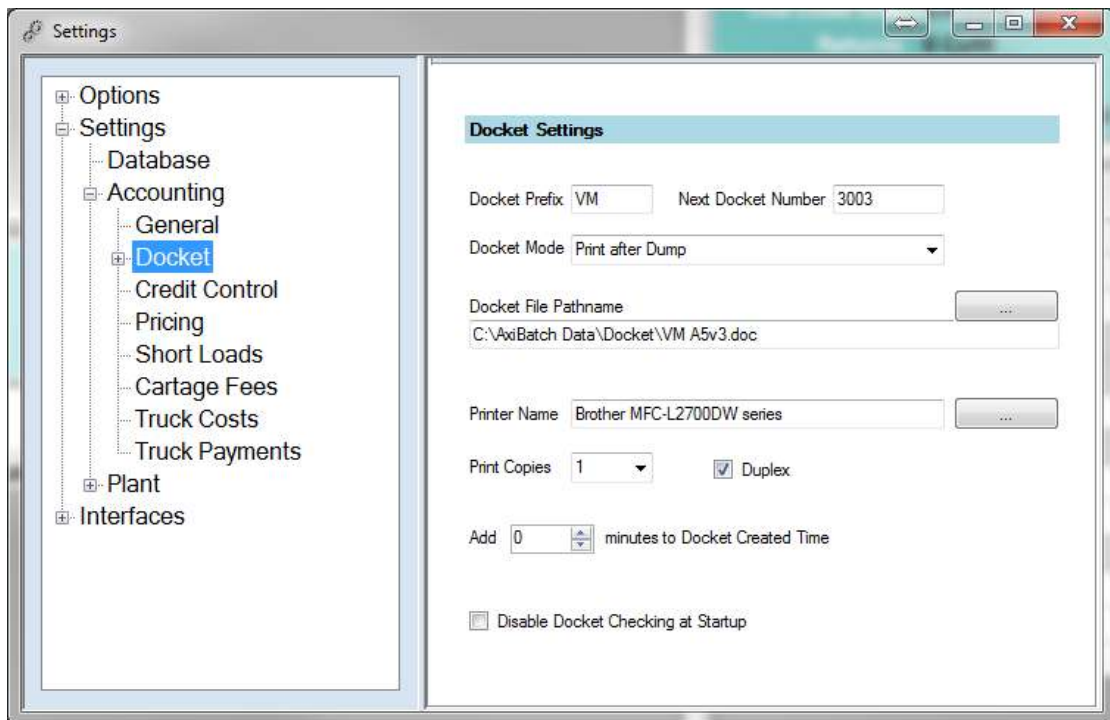 Settings
Options
Settings
Database
Accounting
General
Docket
Credit Control
Pricing
Short Loads
Cartage Fees
Truck Costs
Truck Payments
Plant
Interfaces
Docket Settings
Docket Prefix VM Next Docket Number 3003
Docket Mode Print after Dump
Docket File Pathname ...
C:\AxiBatch Data\Docket\VM A5v3.doc
Printer Name Brother MFC-L2700DW series ...
Print Copies 1 Duplex
Add 0 minutes to Docket Created Time
Disable Docket Checking at Startup